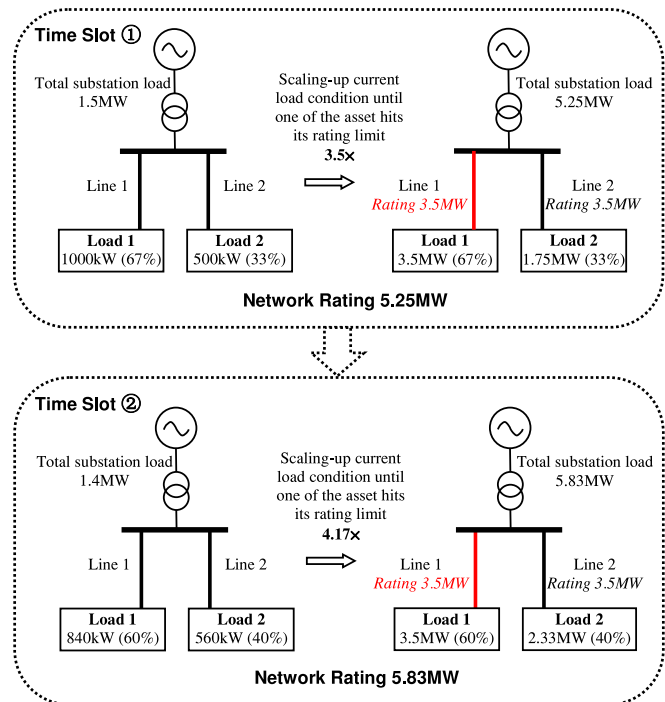 Time Slot ①
Total substation load
1.5MW
Scaling-up current
load condition until
one of the asset hits
its rating limit
3.5×
Total substation load
5.25MW
Line 1
Line 2
Line 1
Rating 3.5MW
Line 2
Rating 3.5MW
Load 1
1000kW (67%)
Load 2
500kW (33%)
Load 1
3.5MW (67%)
Load 2
1.75MW (33%)
Network Rating 5.25MW
Time Slot ②
Total substation load
1.4MW
Scaling-up current
load condition until
one of the asset hits
its rating limit
4.17×
Total substation load
5.83MW
Line 1
Line 2
Line 1
Rating 3.5MW
Line 2
Rating 3.5MW
Load 1
840kW (60%)
Load 2
560kW (40%)
Load 1
3.5MW (60%)
Load 2
2.33MW (40%)
Network Rating 5.83MW